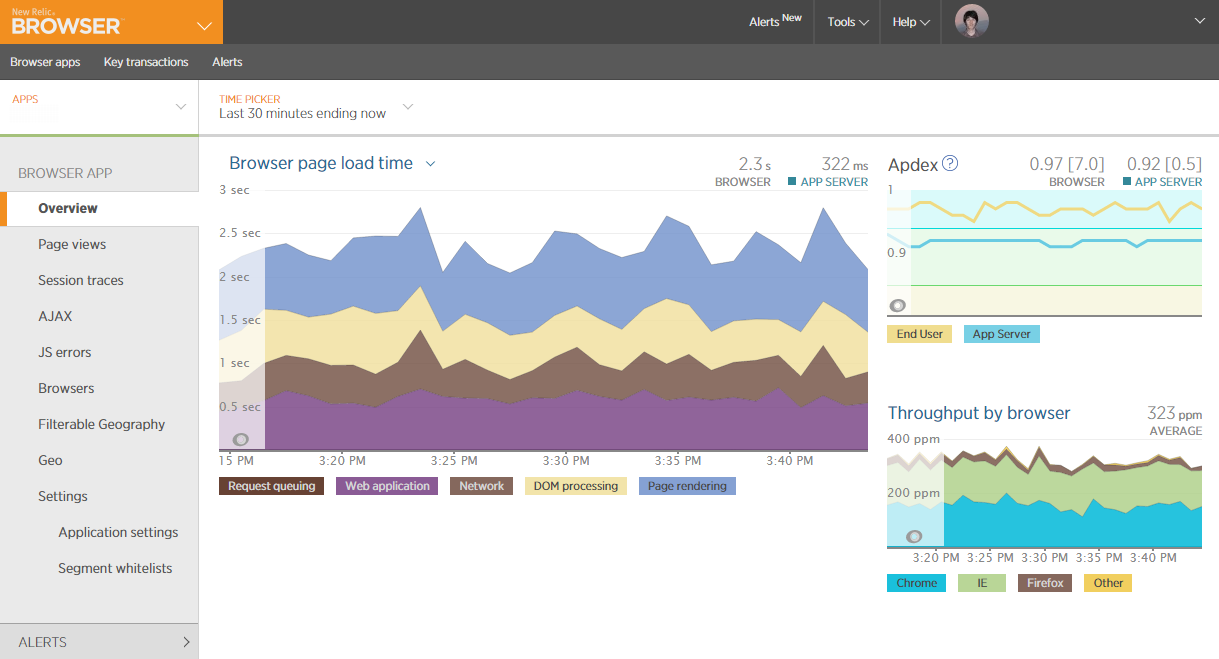 New Relic®
BROWSER™
Alerts New
Tools
Help
Browser apps
Key transactions
Alerts
APPS
TIME PICKER
Last 30 minutes ending now
BROWSER APP
Overview
Page views
Session traces
AJAX
JS errors
Browsers
Filterable Geography
Geo
Settings
Application settings
Segment whitelists
ALERTS
Browser page load time
2.3 s
BROWSER
322 ms
APP SERVER
3 sec
2.5 sec
2 sec
1.5 sec
1 sec
0.5 sec
15 PM
3:20 PM
3:25 PM
3:30 PM
3:35 PM
3:40 PM
Request queuing
Web application
Network
DOM processing
Page rendering
Apdex ?
0.97 [7.0]
BROWSER
0.92 [0.5]
APP SERVER
1
0.9
End User
App Server
Throughput by browser
323 ppm
AVERAGE
400 ppm
200 ppm
3:20 PM
3:25 PM
3:30 PM
3:35 PM
3:40 PM
Chrome
IE
Firefox
Other